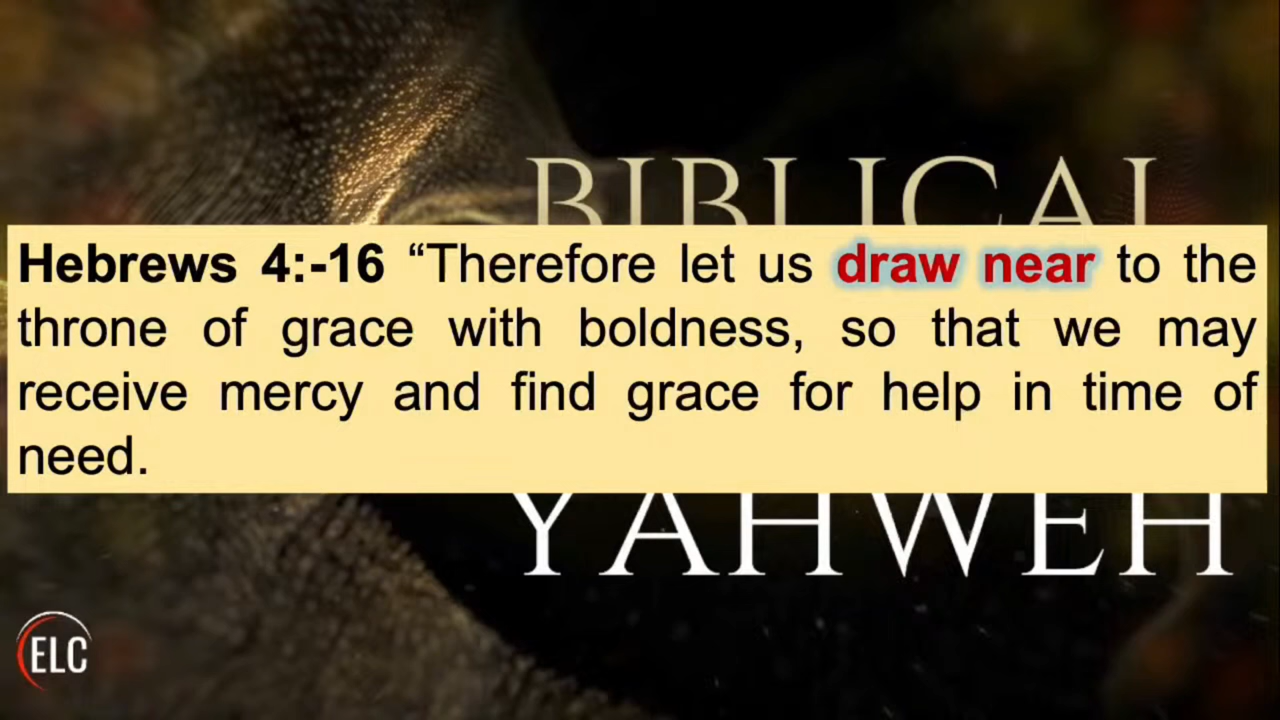 BIBLICAL
Hebrews 4:-16 “Therefore let us draw near to the
throne of grace with boldness, so that we may
receive mercy and find grace for help in time of
need.
YAHWEH
ELC